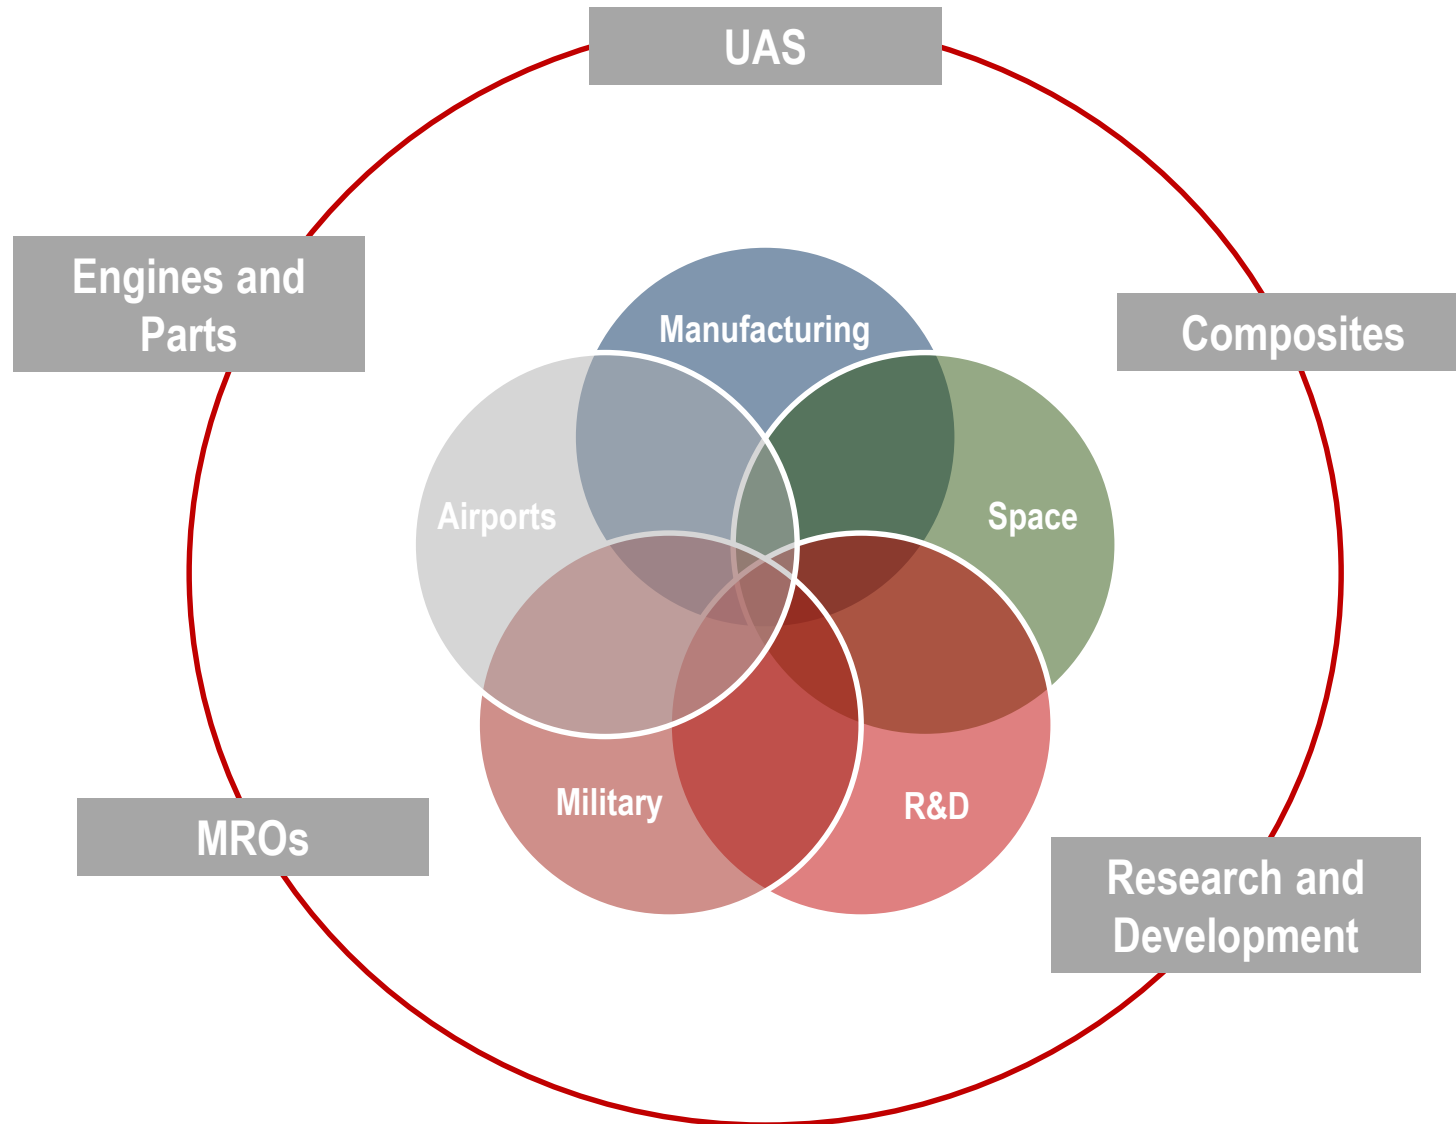 UAS
Engines and
Parts
Composites
Manufacturing
Airports
Space
Military
R&D
MROs
Research and
Development